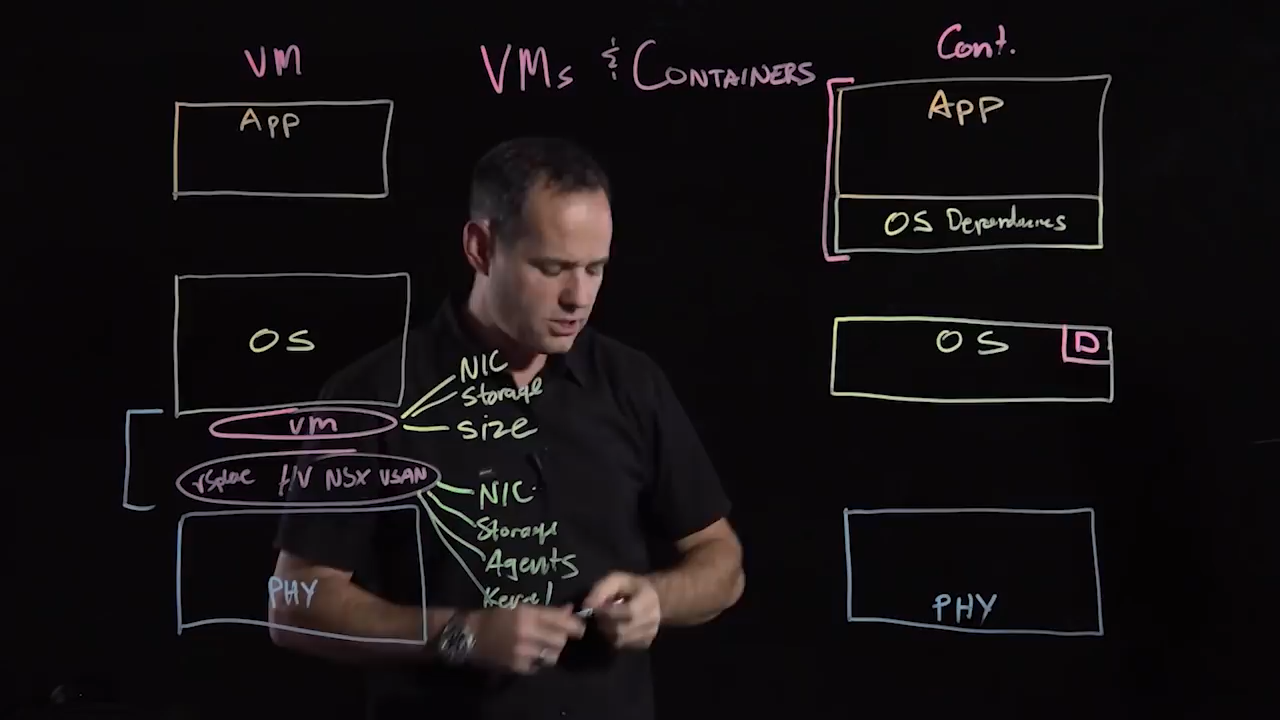 VM
VMs & CONTAINERS
Cont.
App
App
OS Dependencies
OS
OS
D
NIC
Storage
Size
VM
H/V NSX VSAN
NIC
Storage
Agents
Kernel
PHY
PHY